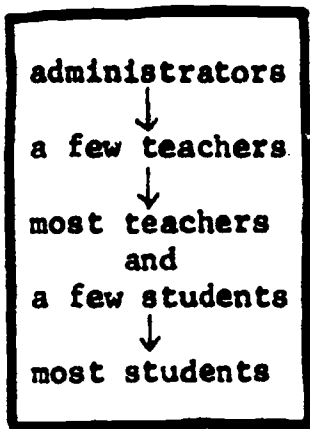 administrators
a few teachers
most teachers
and
a few students
most students